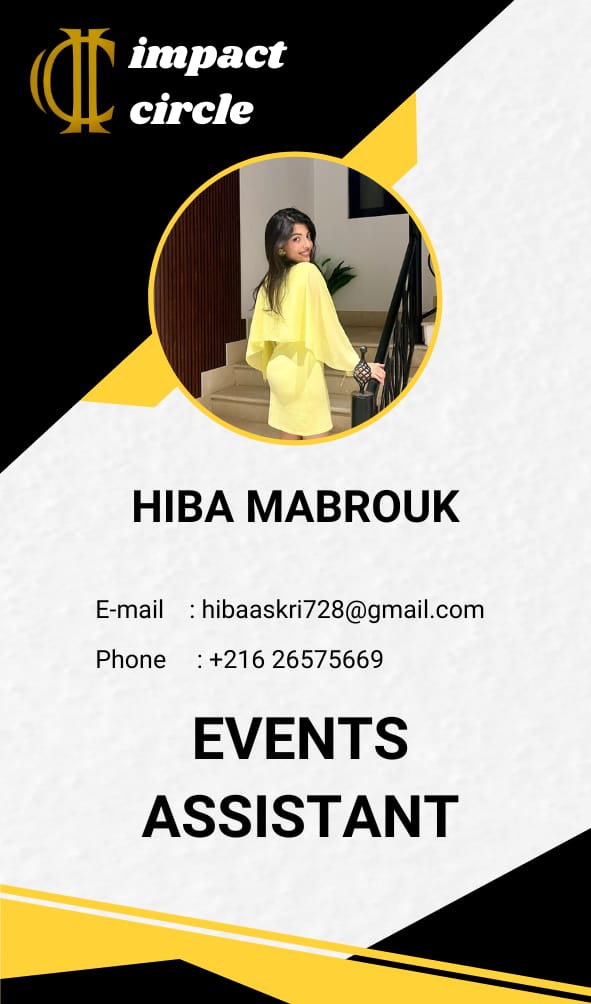 impact
circle
HIBA MABROUK
E-mail : hibaaskri728@gmail.com
Phone : +216 26575669
EVENTS
ASSISTANT